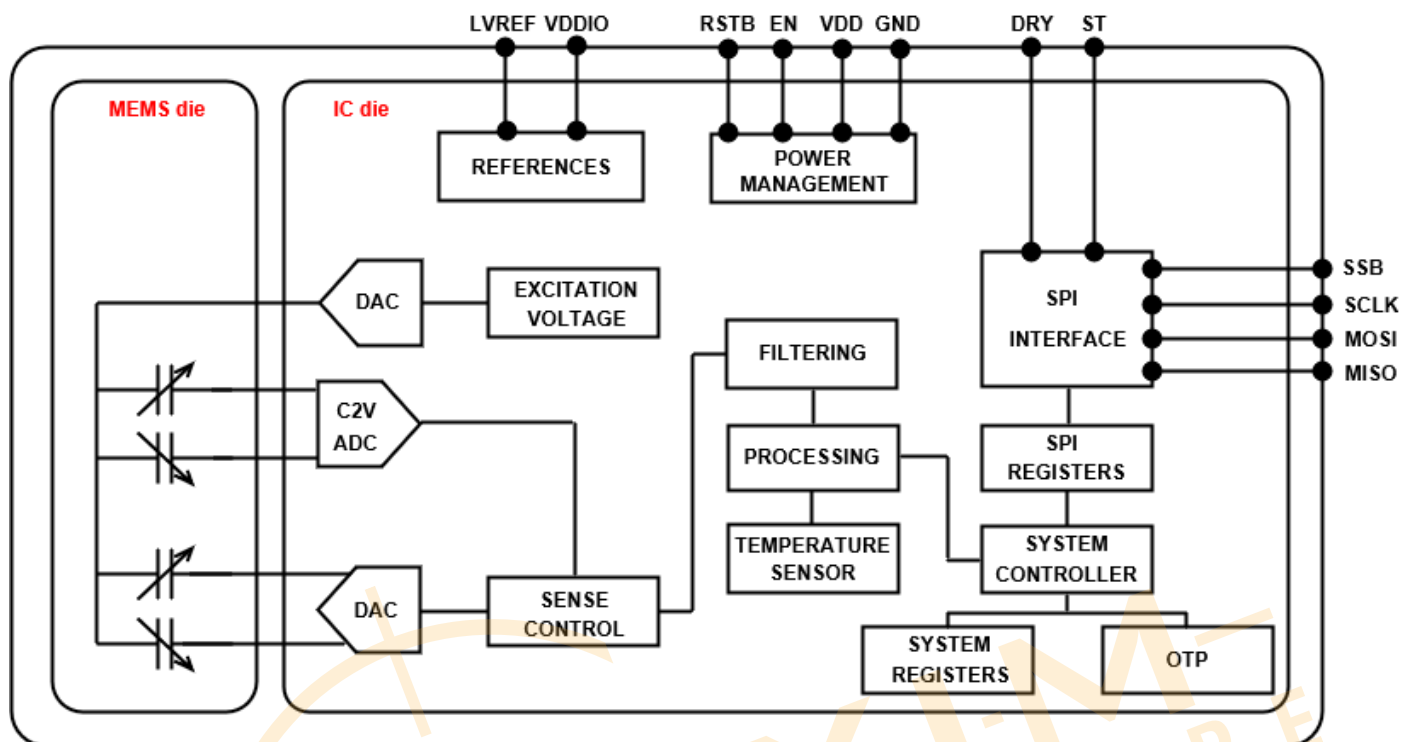 LVREF VDDIO RSTB EN VDD GND DRY ST
MEMS die
IC die
REFERENCES
POWER
MANAGEMENT
DAC
EXCITATION
VOLTAGE
SPI
INTERFACE
SSB
SCLK
MOSI
MISO
C2V
ADC
FILTERING
PROCESSING
SPI
REGISTERS
TEMPERATURE
SENSOR
SYSTEM
CONTROLLER
DAC
SENSE
CONTROL
SYSTEM
REGISTERS
OTP